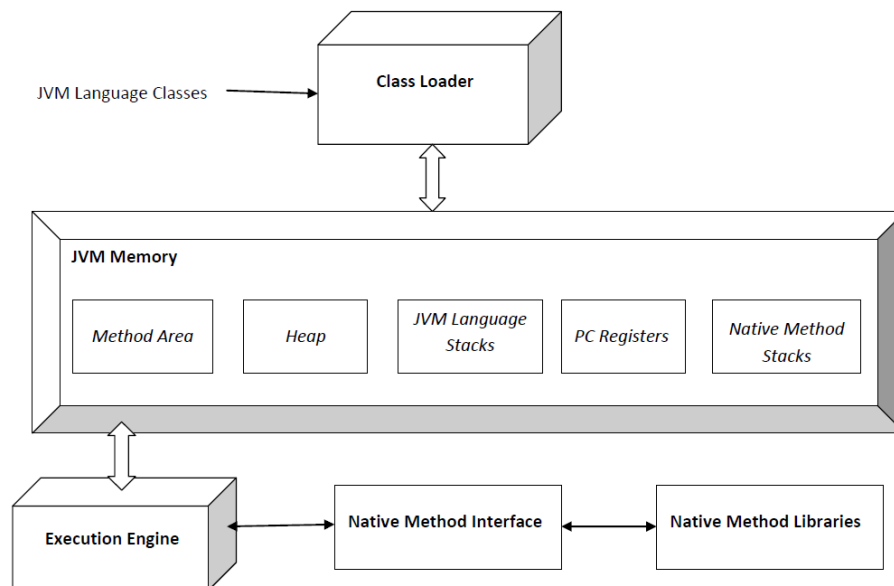 Class Loader
JVM Language Classes
JVM Memory
Method Area
Heap
JVM Language
Stacks
PC Registers
Native Method
Stacks
Execution Engine
Native Method Interface
Native Method Libraries